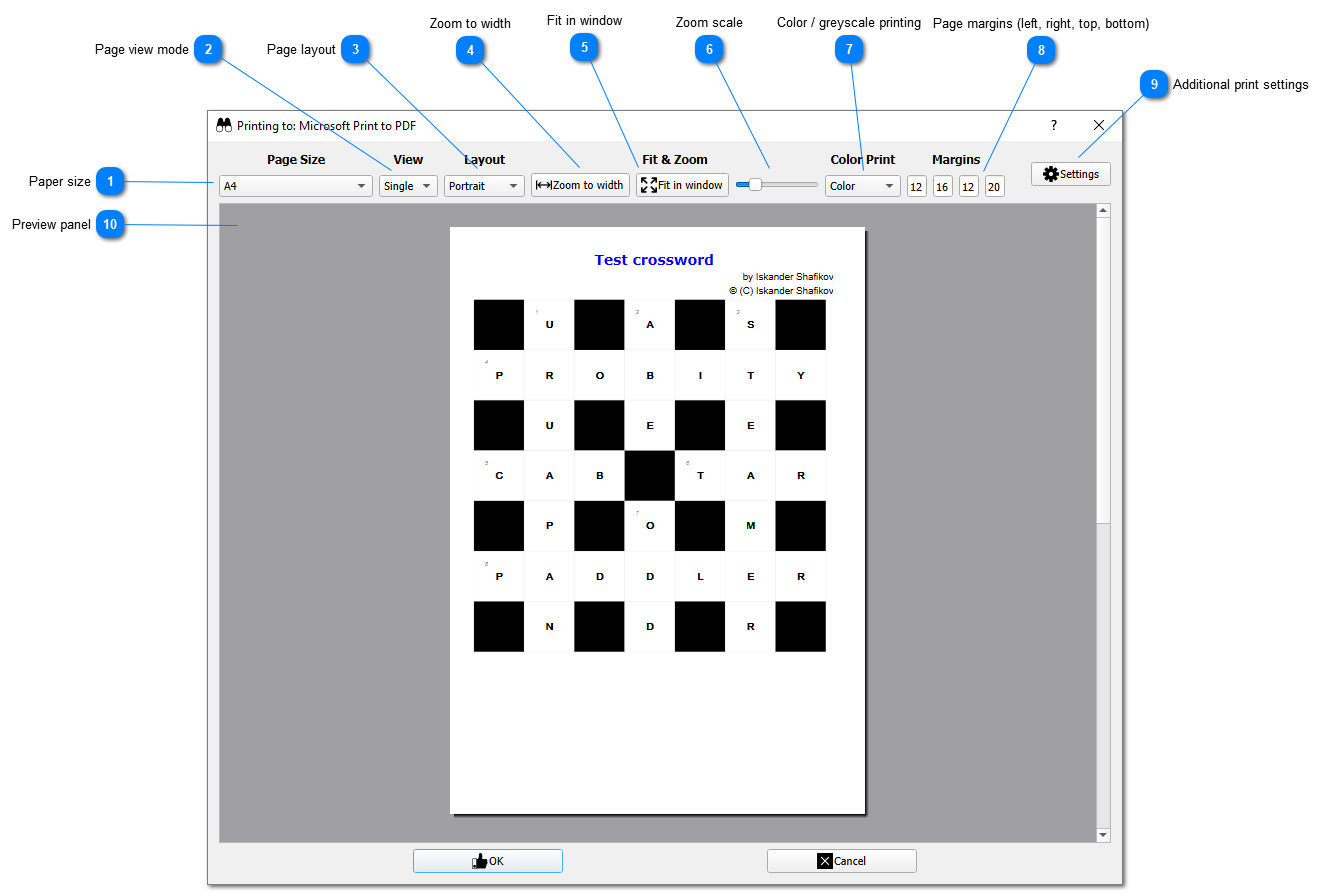 Zoom to width
Fit in window
Zoom scale
Color / greyscale printing
Page margins (left, right, top, bottom)
Page view mode 2
Page layout 3
4
5
6
7
8
9 Additional print settings
Printing to: Microsoft Print to PDF
?
Page Size
View
Layout
Fit & Zoom
Color Print
Margins
Paper size 1
A4
Single
Portrait
Zoom to width
Fit in window
Color
12 16 12 20
Settings
Preview panel 10
Test crossword
by Iskander Shafikov
© (C) Iskander Shafikov
1 U 2 A 3 S
4 P R O B I T Y
U E E
5 C A B 6 T A R
P 7 O M
8 P A D D L E R
N D R
OK
Cancel